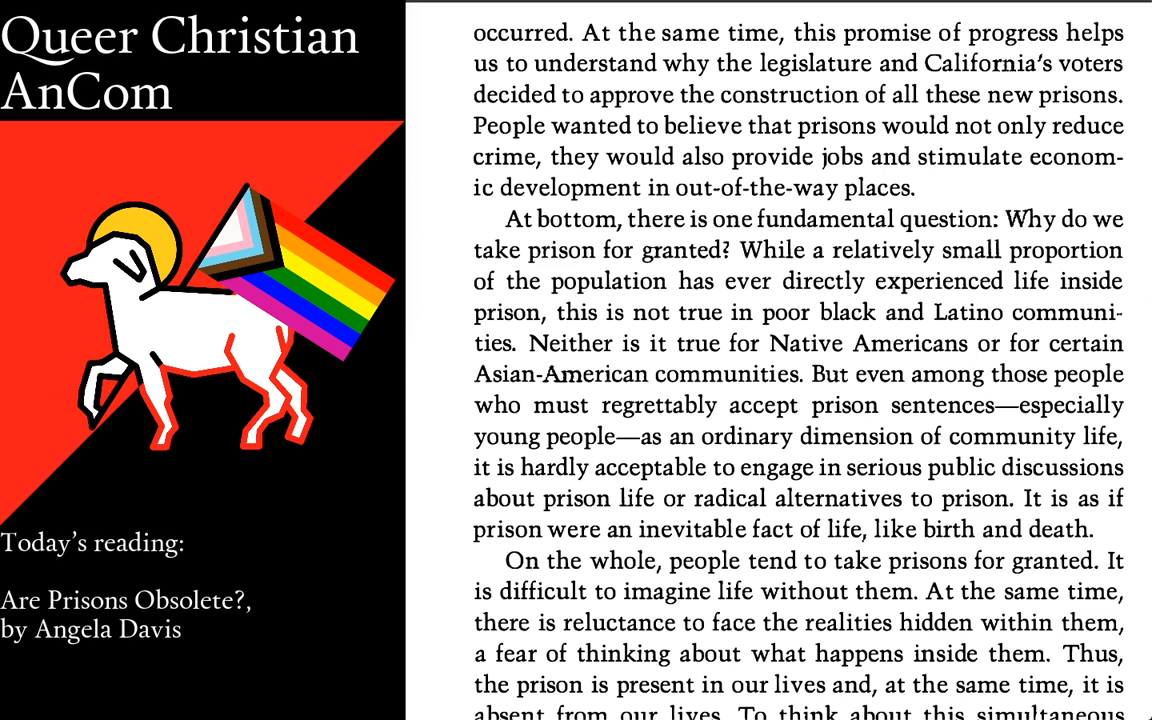 Queer Christian
AnCom
Today's reading:
Are Prisons Obsolete?,
by Angela Davis
occurred. At the same time, this promise of progress helps
us to understand why the legislature and California's voters
decided to approve the construction of all these new prisons.
People wanted to believe that prisons would not only reduce
crime, they would also provide jobs and stimulate econom-
ic development in out-of-the-way places.
At bottom, there is one fundamental question: Why do we
take prison for granted? While a relatively small proportion
of the population has ever directly experienced life inside
prison, this is not true in poor black and Latino communi-
ties. Neither is it true for Native Americans or for certain
Asian-American communities. But even among those people
who must regrettably accept prison sentences—especially
young people—as an ordinary dimension of community life,
it is hardly acceptable to engage in serious public discussions
about prison life or radical alternatives to prison. It is as if
prison were an inevitable fact of life, like birth and death.
On the whole, people tend to take prisons for granted. It
is difficult to imagine life without them. At the same time,
there is reluctance to face the realities hidden within them,
a fear of thinking about what happens inside them. Thus,
the prison is present in our lives and, at the same time, it is
absent from our lives. To think about this simultaneous